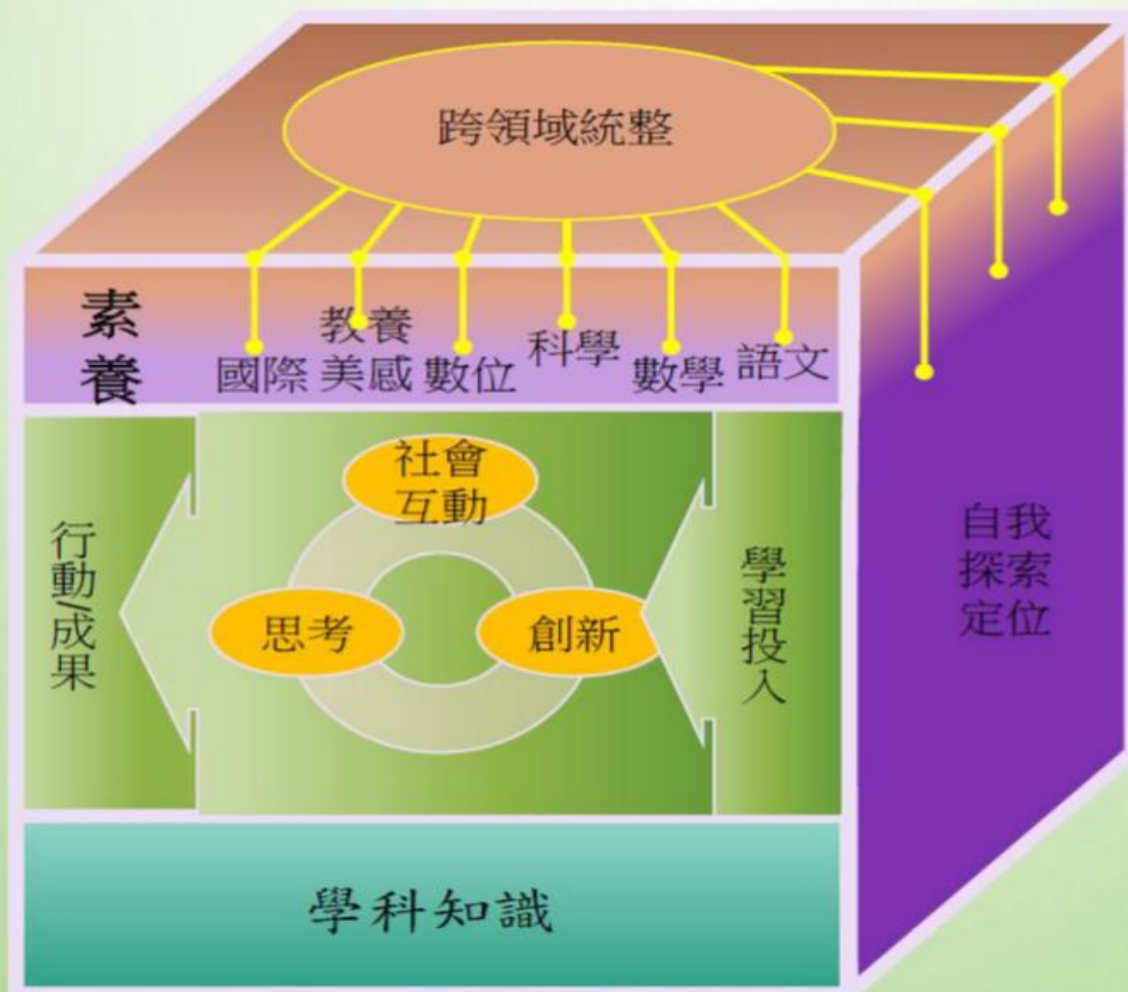 跨領域統整
素養
國際
教養
美感
數位
科學
數學
語文
社會
互動
思考
創新
行動/成果
學習投入
自我
探索
定位
學科知識